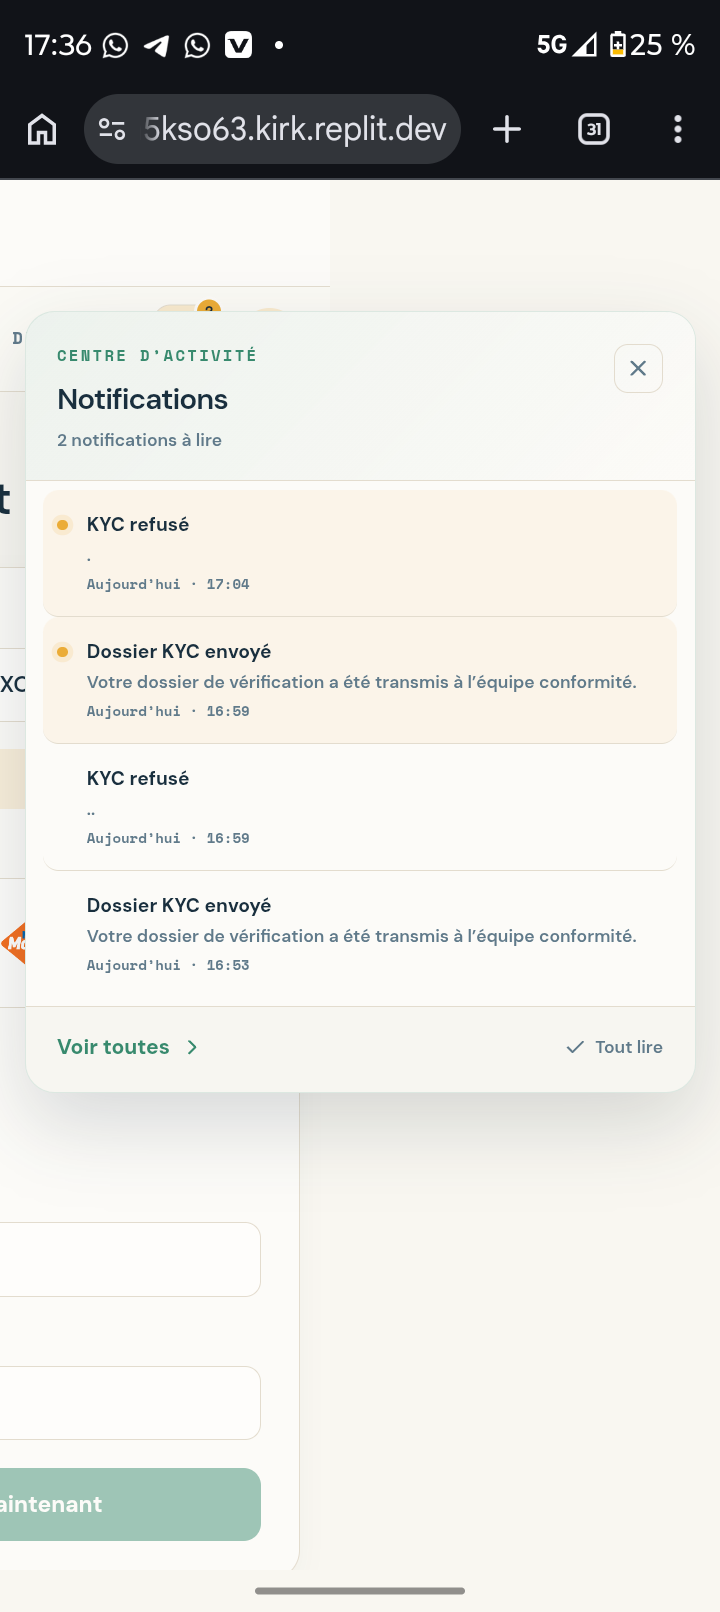 17:36
5G
25 %
5kso63.kirk.replit.dev
31
D
CENTRE D'ACTIVITÉ
Notifications
2 notifications à lire
t
KYC refusé
.
Aujourd'hui · 17:04
Dossier KYC envoyé
Votre dossier de vérification a été transmis à l'équipe conformité.
Aujourd'hui · 16:59
KYC refusé
..
Aujourd'hui · 16:59
Dossier KYC envoyé
Votre dossier de vérification a été transmis à l'équipe conformité.
Aujourd'hui · 16:53
Voir toutes
Tout lire
aintenant